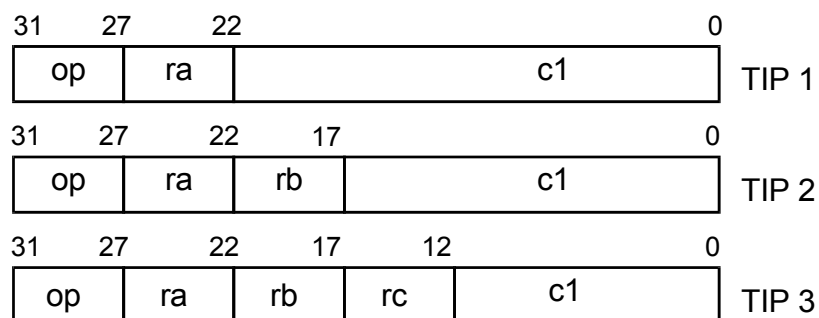 31 27 22 0
op ra c1 TIP 1
31 27 22 17 0
op ra rb c1 TIP 2
31 27 22 17 12 0
op ra rb rc c1 TIP 3